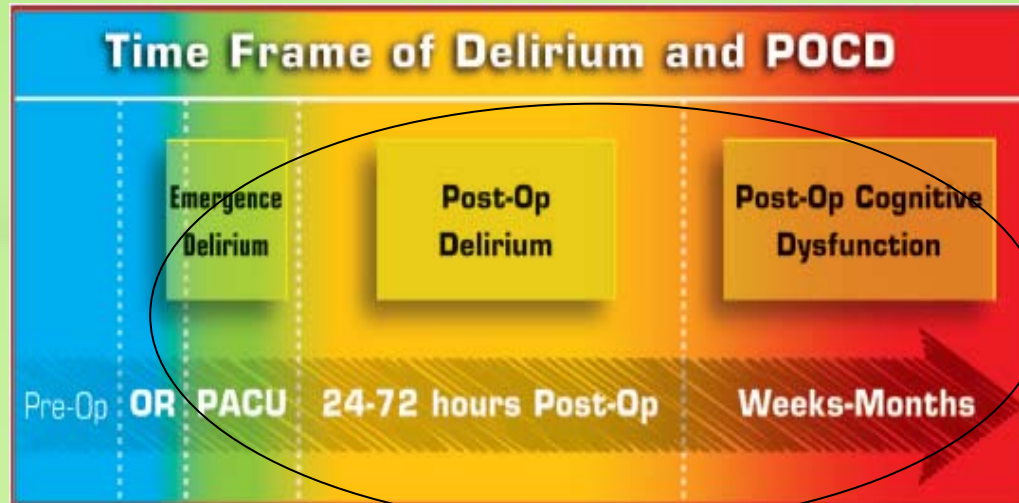 Time Frame of Delirium and POCD
Emergence
Delirium
Post-Op
Delirium
Post-Op Cognitive
Dysfunction
Pre-Op OR PACU 24-72 hours Post-Op Weeks-Months